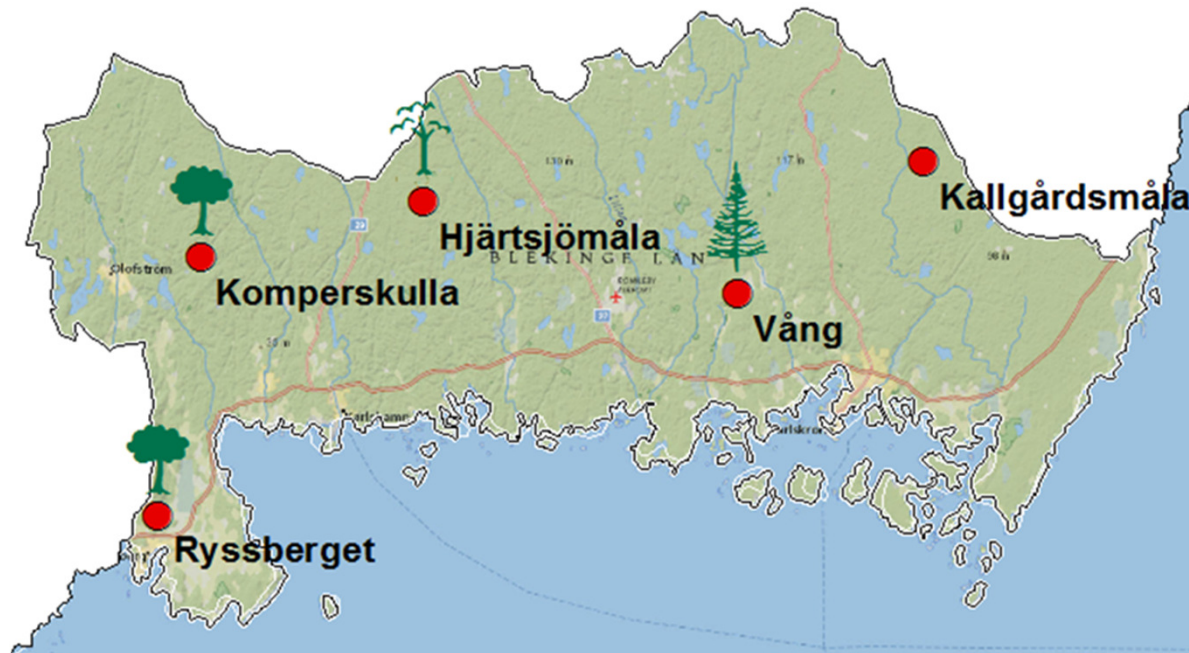 Kallgårdsmåla
Hjärtsjömåla
BLEKINGE LÄN
Olofström
Komperskulla
Vång
Ryssberget